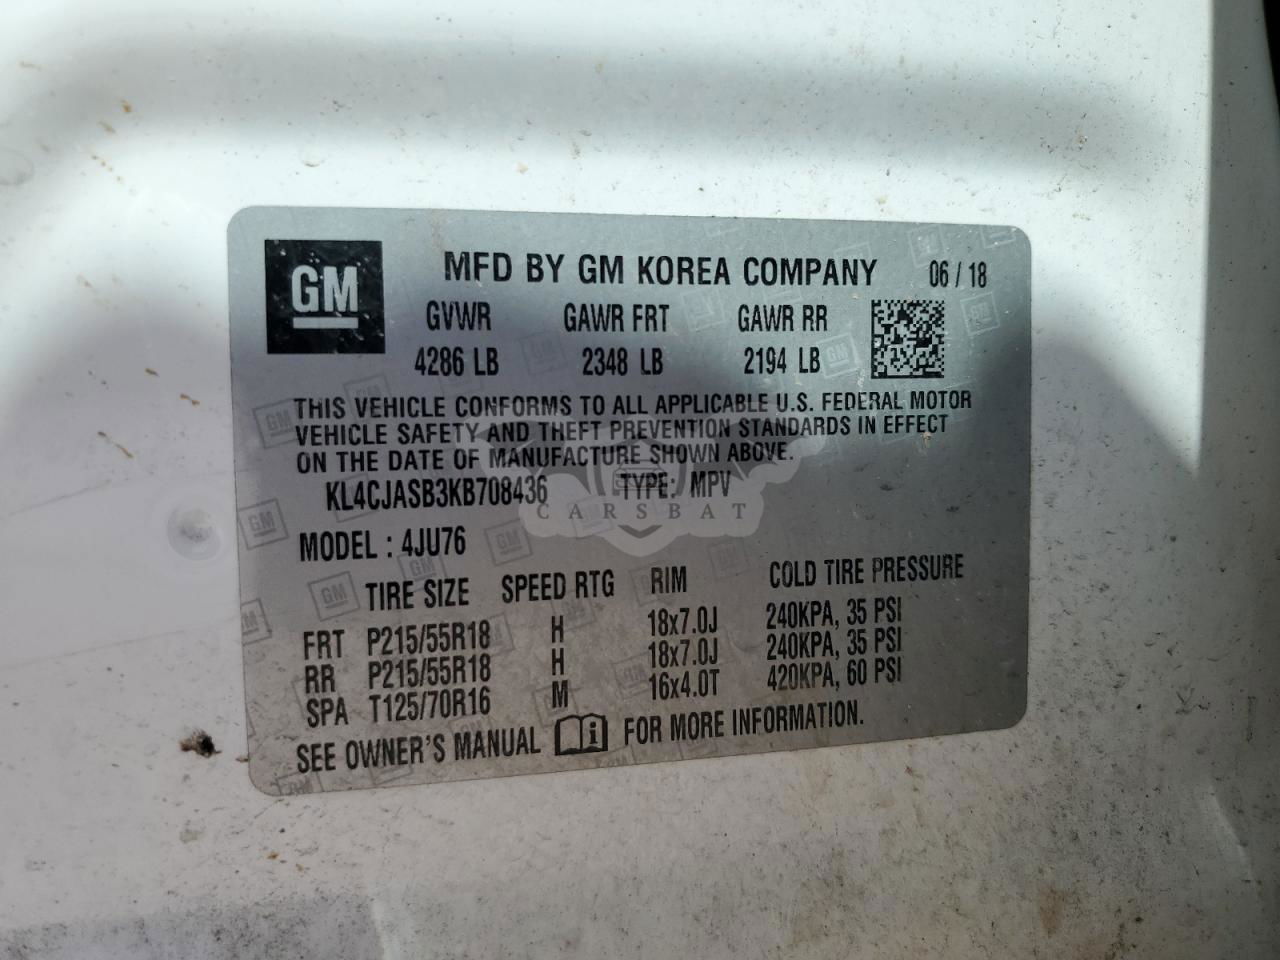 GM
MFD BY GM KOREA COMPANY 06 / 18
GVWR GAWR FRT GAWR RR
4286 LB 2348 LB 2194 LB
THIS VEHICLE CONFORMS TO ALL APPLICABLE U.S. FEDERAL MOTOR
VEHICLE SAFETY AND THEFT PREVENTION STANDARDS IN EFFECT
ON THE DATE OF MANUFACTURE SHOWN ABOVE.
KL4CJASB3KB708436 TYPE: MPV
CARSBAT
MODEL : 4JU76
TIRE SIZE SPEED RTG RIM COLD TIRE PRESSURE
FRT P215/55R18 H 18x7.0J 240KPA, 35 PSI
RR P215/55R18 H 18x7.0J 240KPA, 35 PSI
SPA T125/70R16 M 16x4.0T 420KPA, 60 PSI
SEE OWNER'S MANUAL i FOR MORE INFORMATION.